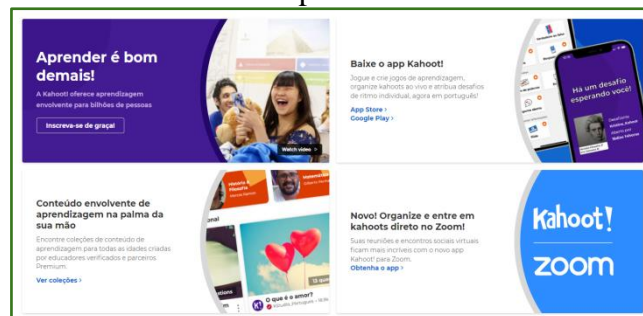 Aprender é bom
demais!
A Kahoot! oferece aprendizagem
envolvente para bilhões de pessoas
Inscreva-se de graça!
Watch video
Baixe o app Kahoot!
Jogue e crie jogos de aprendizagem,
organize kahoots ao vivo e atribua desafios
de ritmo individual, agora em português!
App Store ›
Google Play ›
Há um desafio
esperando você!
Conteúdo envolvente de
aprendizagem na palma da
sua mão
Encontre coleções de conteúdo de
aprendizagem para todas as idades criadas
por educadores verificados e parceiros
Premium.
Ver coleções ›
História e
Filosofia
O que é o amor?
Novo! Organize e entre em
kahoots direto no Zoom!
Suas reuniões e encontros sociais virtuais
ficam mais incríveis com o novo app
Kahoot! para Zoom.
Obtenha o app ›
Kahoot!
zoom